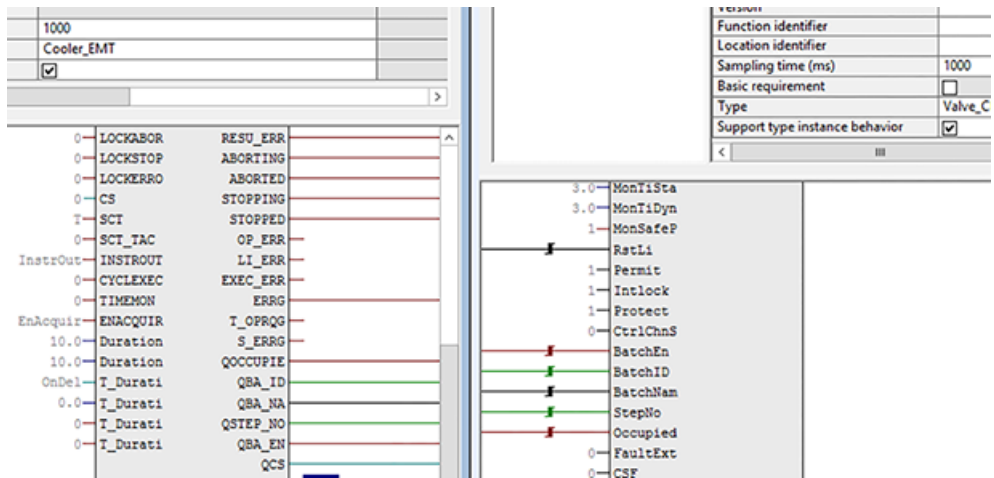 1000
Cooler_EMT
0 LOCKABOR RESU_ERR
0 LOCKSTOP ABORTING
0 LOCKERRO ABORTED
0 CS STOPPING
T SCT STOPPED
0 SCT_TAC OP_ERR
InstrOut INSTROUT LI_ERR
0 CYCLEXEC EXEC_ERR
0 TIMEMON ERRG
EnAcquir ENACQUIR T_OPRQG
10.0 Duration S_ERRG
10.0 Duration QOCCUPIE
OnDel T_Durati QBA_ID
0.0 T_Durati QBA_NA
0 T_Durati QSTEP_NO
0 T_Durati QBA_EN
QCS
Version
Function identifier
Location identifier
Sampling time (ms) 1000
Basic requirement
Type Valve_C
Support type instance behavior
3.0 MonTiSta
3.0 MonTiDyn
1 MonSafeP
RstLi
1 Permit
1 Intlock
1 Protect
0 CtrlChnS
BatchEn
BatchID
BatchNam
StepNo
Occupied
0 FaultExt
0 CSF